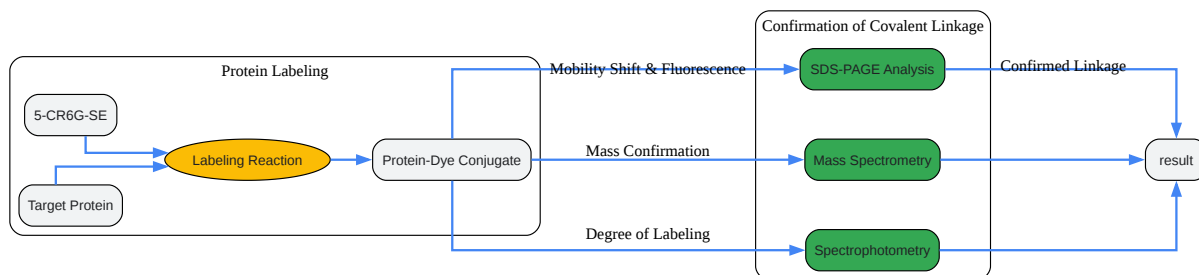 Protein Labeling
5-CR6G-SE
Target Protein
Labeling Reaction
Protein-Dye Conjugate
Mobility Shift & Fluorescence
Mass Confirmation
Degree of Labeling
Confirmation of Covalent Linkage
SDS-PAGE Analysis
Mass Spectrometry
Spectrophotometry
Confirmed Linkage
result